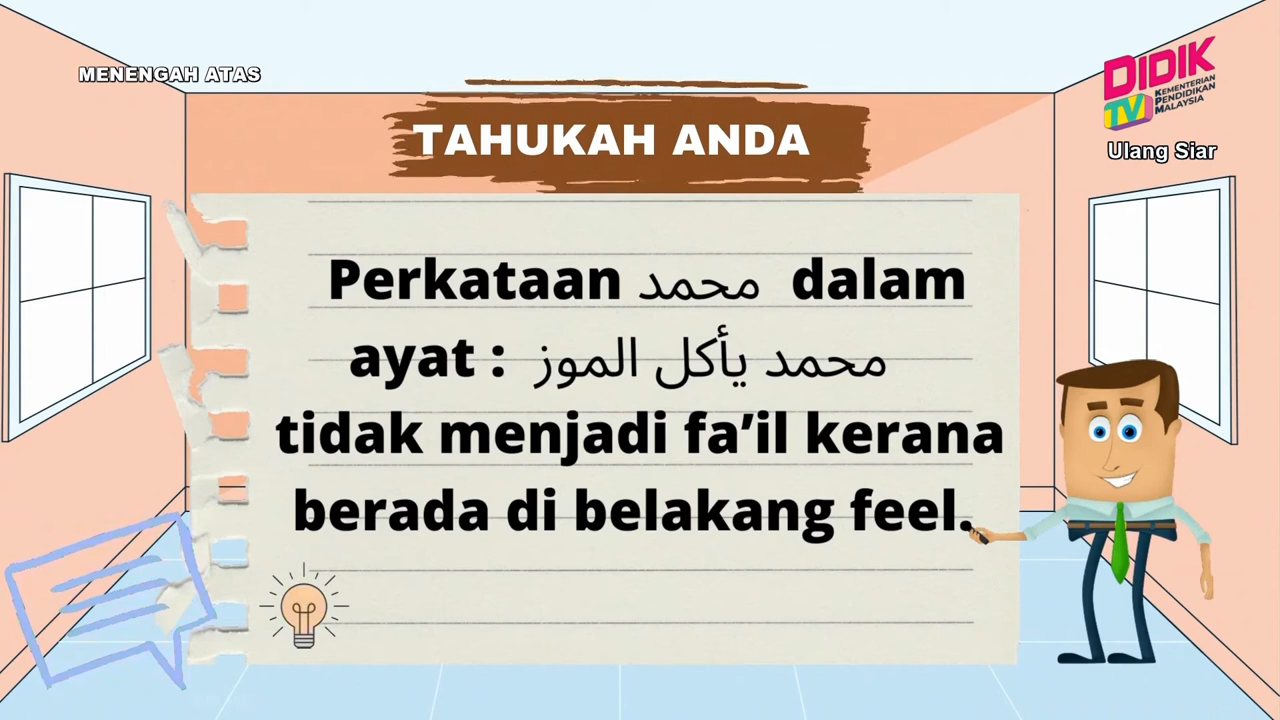 MENENGAH ATAS
DIDIK
TV
KEMENTERIAN
PENDIDIKAN
MALAYSIA
Ulang Siar
TAHUKAH ANDA
Perkataan محمد dalam
ayat : محمد يأكل الموز
tidak menjadi fa’il kerana
berada di belakang feel.